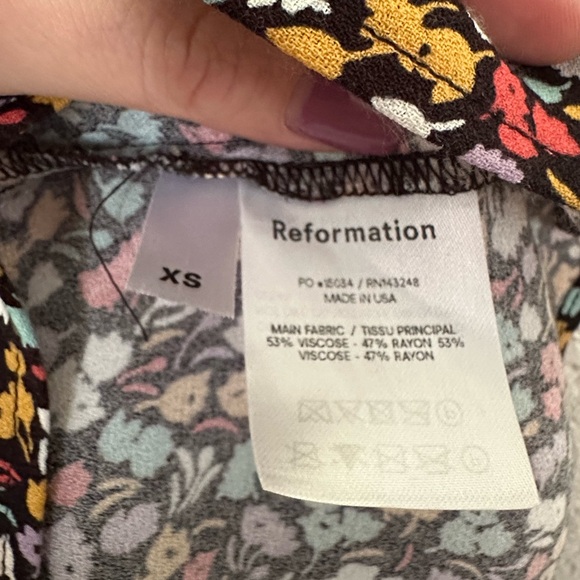 XS
Reformation
PO #15034 / RN143248
MADE IN USA
MAIN FABRIC / TISSU PRINCIPAL
53% VISCOSE - 47% RAYON 53%
VISCOSE - 47% RAYON